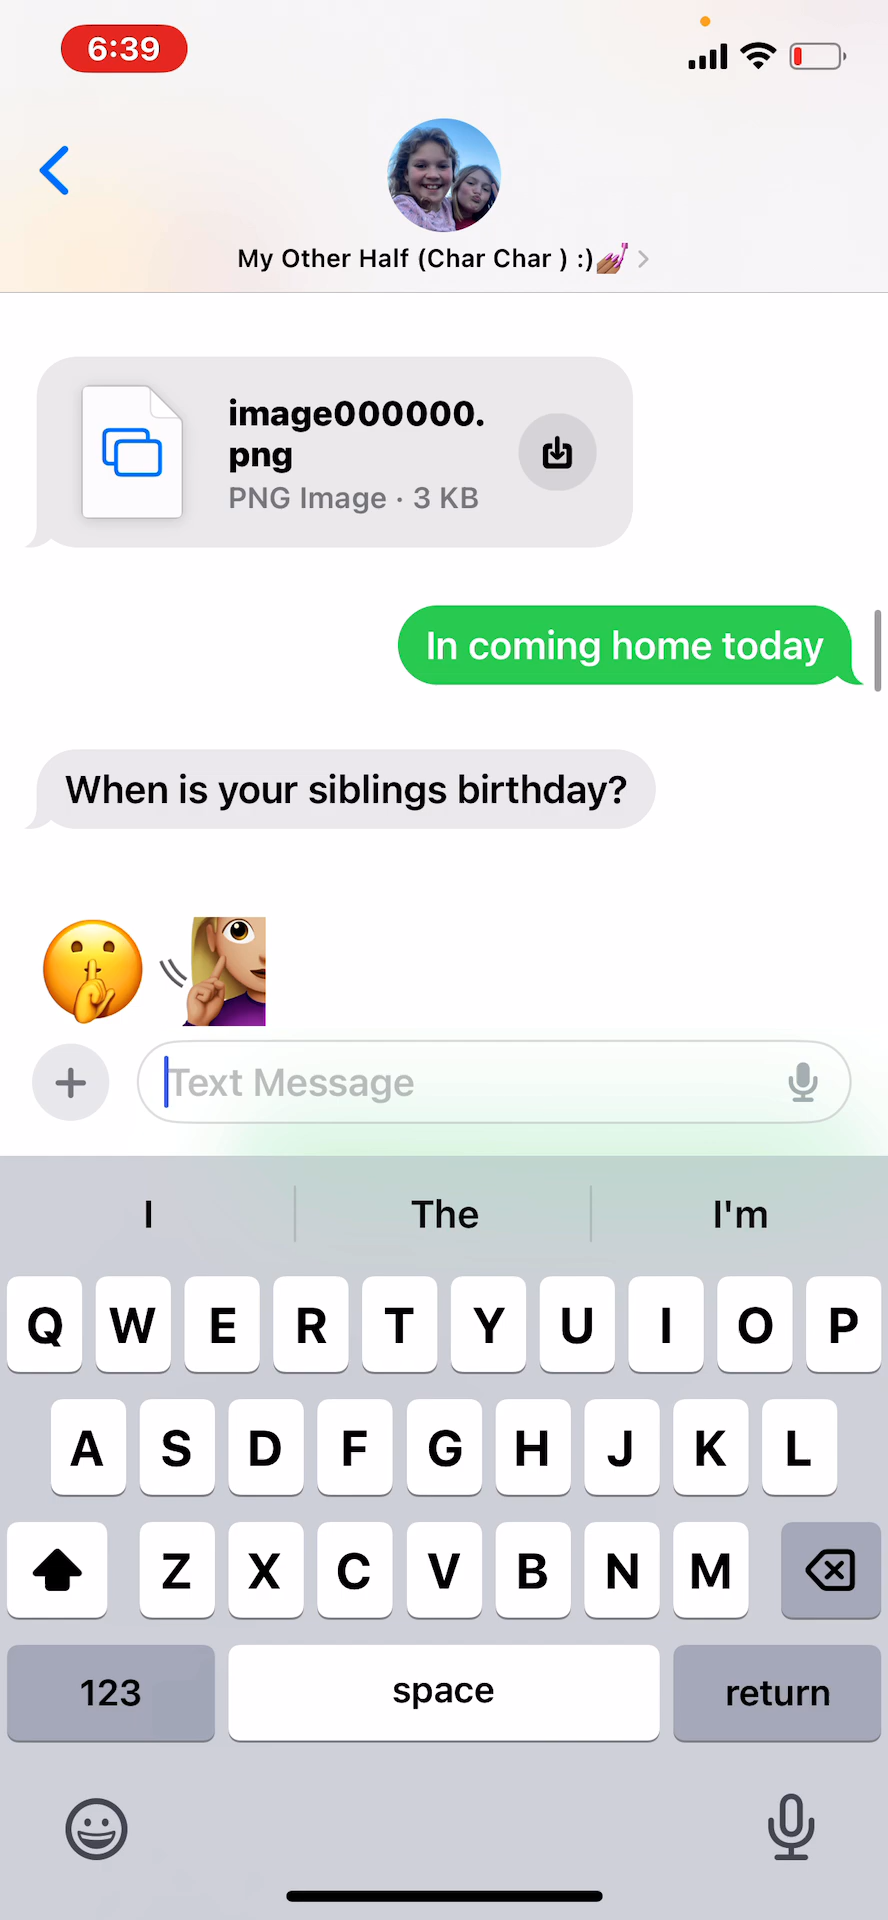 6:39
My Other Half (Char Char ) :)💅🏽
image000000.
png
PNG Image · 3 KB
In coming home today
When is your siblings birthday?
Text Message
I The I'm
Q W E R T Y U I O P
A S D F G H J K L
Z X C V B N M
123 space return